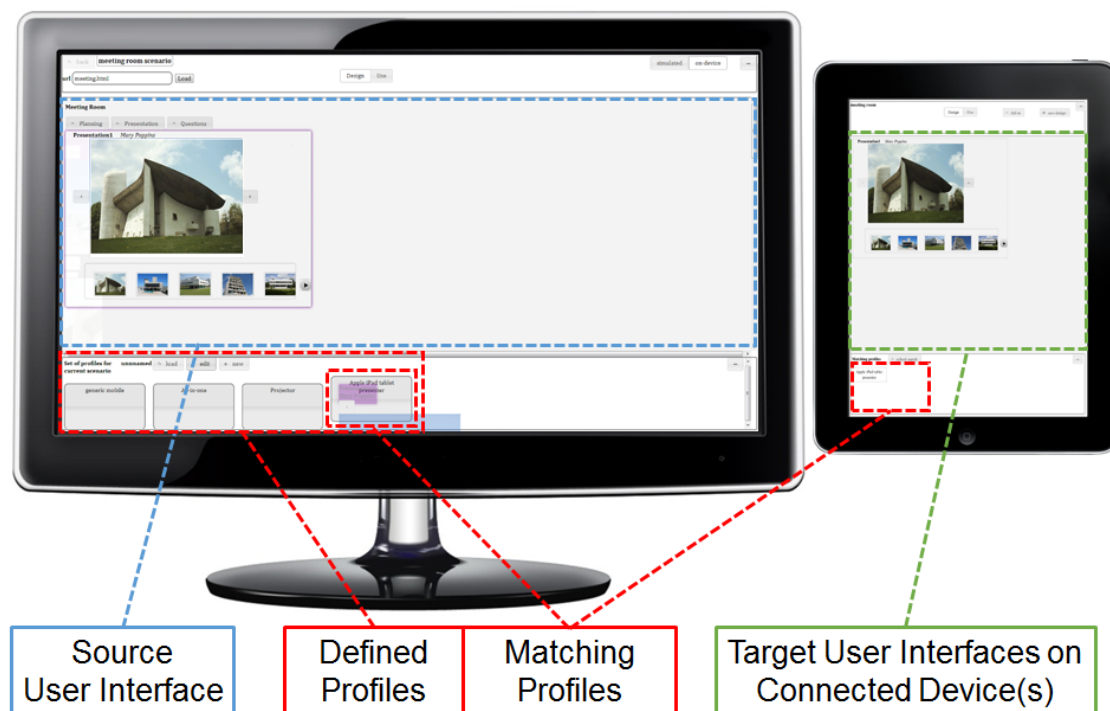 back meeting room scenario simulated on-device
url meeting.html Load Design Use
Meeting Room
Planning Presentation Questions
Presentation1 Mary Poppins
Set of profiles for current scenario unnamed load edit + new
generic mobile
All-in-one
Projector
Apple iPad tablet
presenter
meeting room
Design Use
Presentation1 Mary Poppins
Matching profiles
Apple iPad tablet
presenter
Source
User Interface
Defined
Profiles
Matching
Profiles
Target User Interfaces on
Connected Device(s)